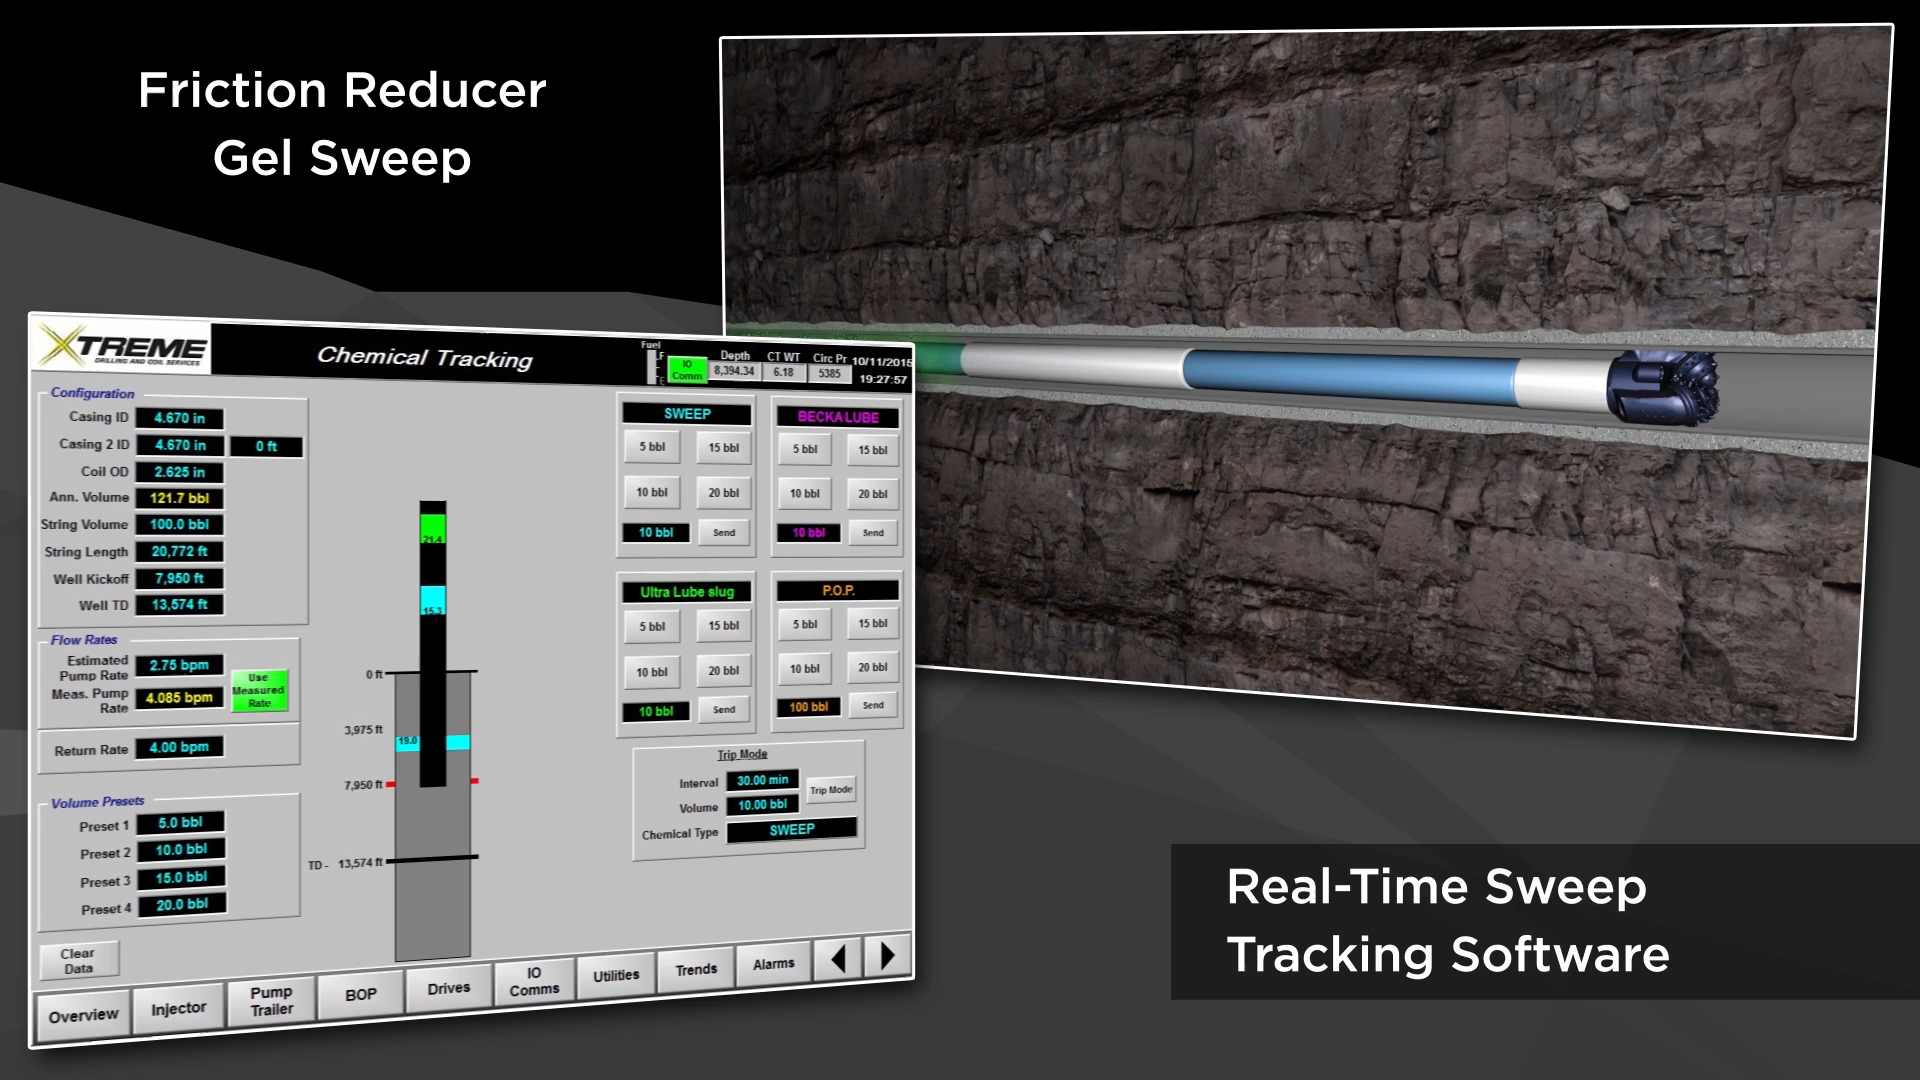 Friction Reducer
Gel Sweep
XTREME
DRILLING AND COIL SERVICES
Chemical Tracking
Fuel
F
E
IO
Comm
Depth
8,394.34
CT WT
6.18
Circ Pr
5385
10/11/2015
19:27:57
Configuration
Casing ID 4.670 in
Casing 2 ID 4.670 in 0 ft
Coil OD 2.625 in
Ann. Volume 121.7 bbl
String Volume 100.0 bbl
String Length 20,772 ft
Well Kickoff 7,950 ft
Well TD 13,574 ft
Flow Rates
Estimated
Pump Rate
2.75 bpm
Meas. Pump
Rate
4.085 bpm
Use
Measured
Rate
Return Rate 4.00 bpm
Volume Presets
Preset 1 5.0 bbl
Preset 2 10.0 bbl
Preset 3 15.0 bbl
Preset 4 20.0 bbl
Clear
Data
21.4
15.3
0 ft
3,975 ft
19.0
7,950 ft
TD - 13,574 ft
SWEEP
5 bbl 15 bbl
10 bbl 20 bbl
10 bbl Send
BECKA LUBE
5 bbl 15 bbl
10 bbl 20 bbl
10 bbl Send
Ultra Lube slug
5 bbl 15 bbl
10 bbl 20 bbl
10 bbl Send
P.O.P.
5 bbl 15 bbl
10 bbl 20 bbl
100 bbl Send
Trip Mode
Interval 30.00 min
Volume 10.00 bbl
Trip Mode
Chemical Type SWEEP
Overview
Injector
Pump
Trailer
BOP
Drives
IO
Comms
Utilities
Trends
Alarms
Real-Time Sweep
Tracking Software